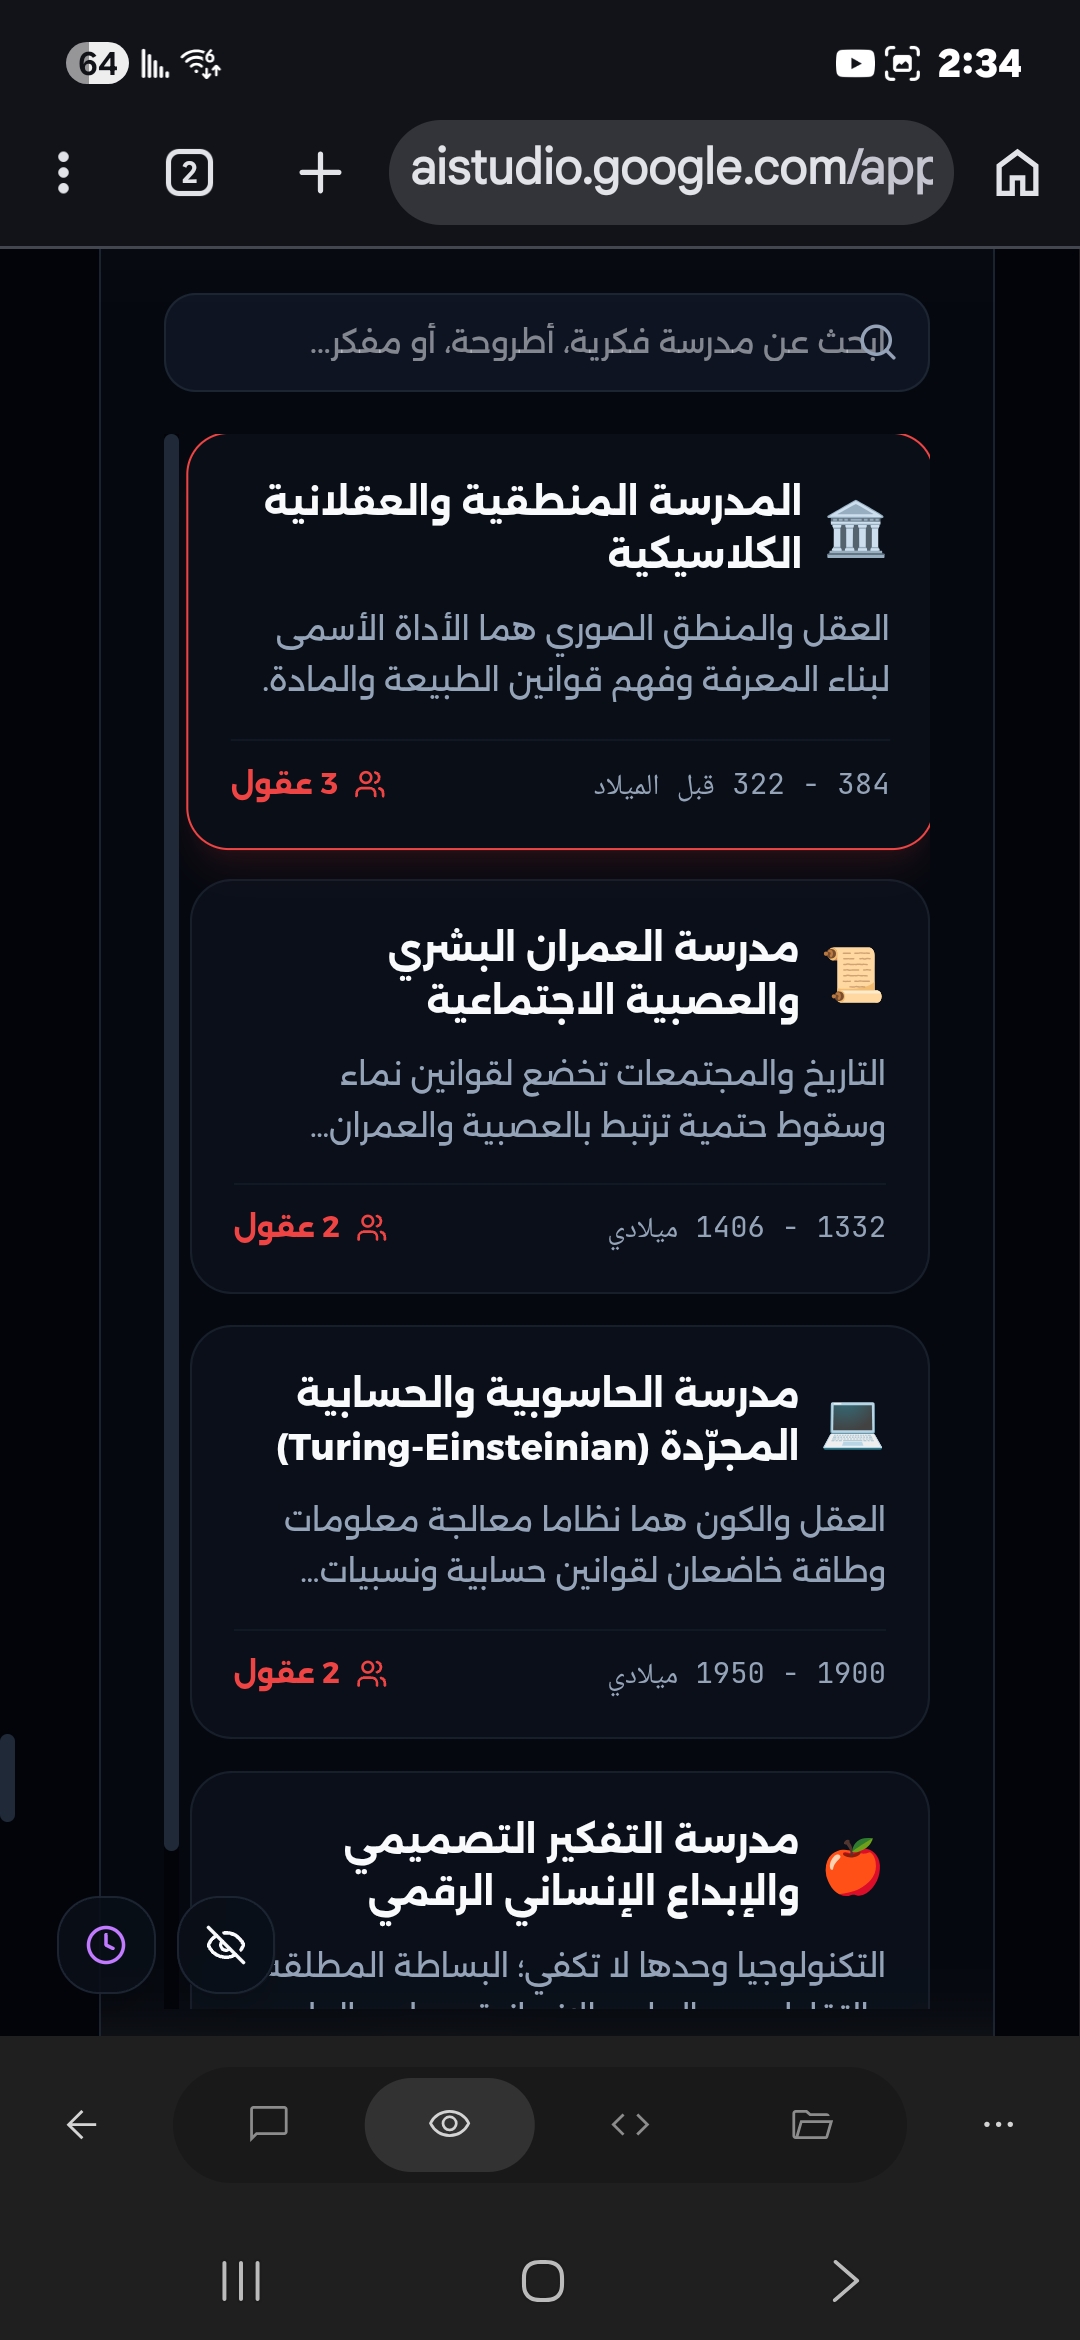 64
2:34
2
aistudio.google.com/app
ابحث عن مدرسة فكرية، أطروحة، أو مفكر...
المدرسة المنطقية والعقلانية
الكلاسيكية
العقل والمنطق الصوري هما الأداة الأسمى
لبناء المعرفة وفهم قوانين الطبيعة والمادة.
384 - 322 قبل الميلاد
3 عقول
مدرسة العمران البشري
والعصبية الاجتماعية
التاريخ والمجتمعات تخضع لقوانين نماء
وسقوط حتمية ترتبط بالعصبية والعمران...
1332 - 1406 ميلادي
2 عقول
مدرسة الحاسوبية والحسابية
المجرّدة (Turing-Einsteinian)
العقل والكون هما نظاما معالجة معلومات
وطاقة خاضعان لقوانين حسابية ونسبيات...
1900 - 1950 ميلادي
2 عقول
مدرسة التفكير التصميمي
والإبداع الإنساني الرقمي
التكنولوجيا وحدها لا تكفي؛ البساطة المطلقة